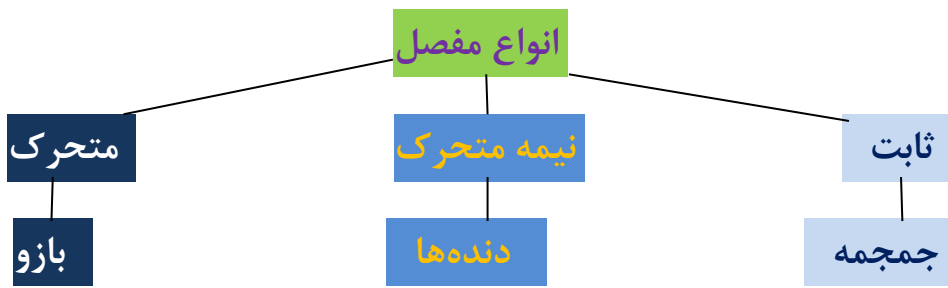 انواع مفصل
ثابت
نیمه متحرک
متحرک
جمجمه
دنده‌ها
بازو